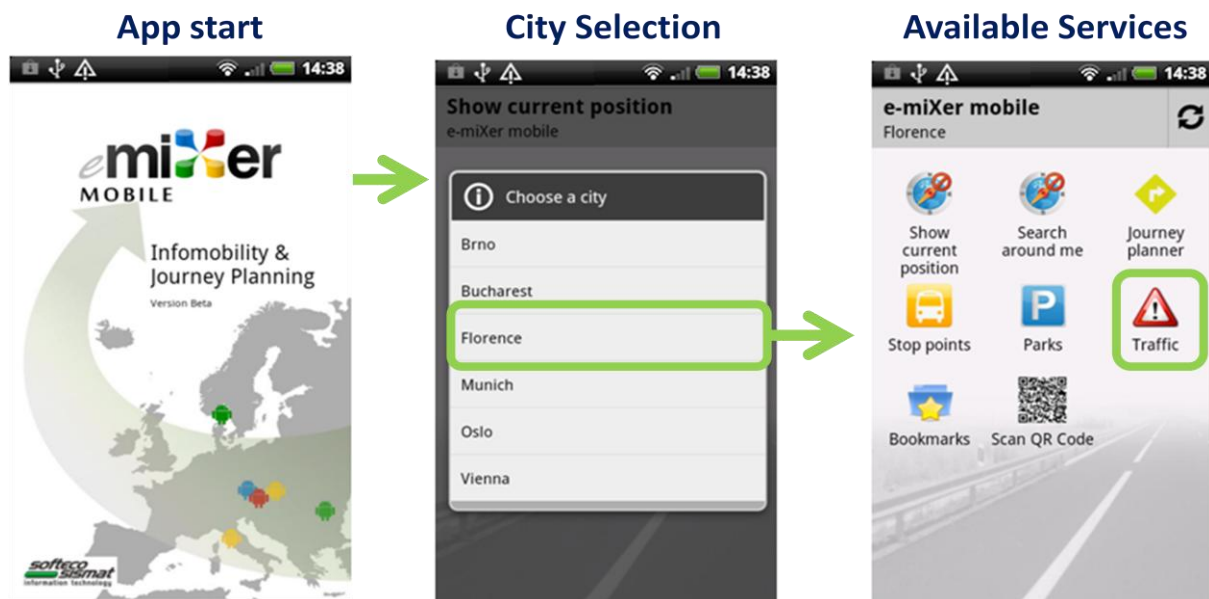 App start
City Selection
Available Services
14:38
emiXer
MOBILE
Infomobility &
Journey Planning
Version Beta
softeco
sismat
information technology
14:38
Show current position
e-miXer mobile
Choose a city
Brno
Bucharest
Florence
Munich
Oslo
Vienna
14:38
e-miXer mobile
Florence
Show
current
position
Search
around me
Journey
planner
Stop points
P
Parks
Traffic
Bookmarks
Scan QR Code